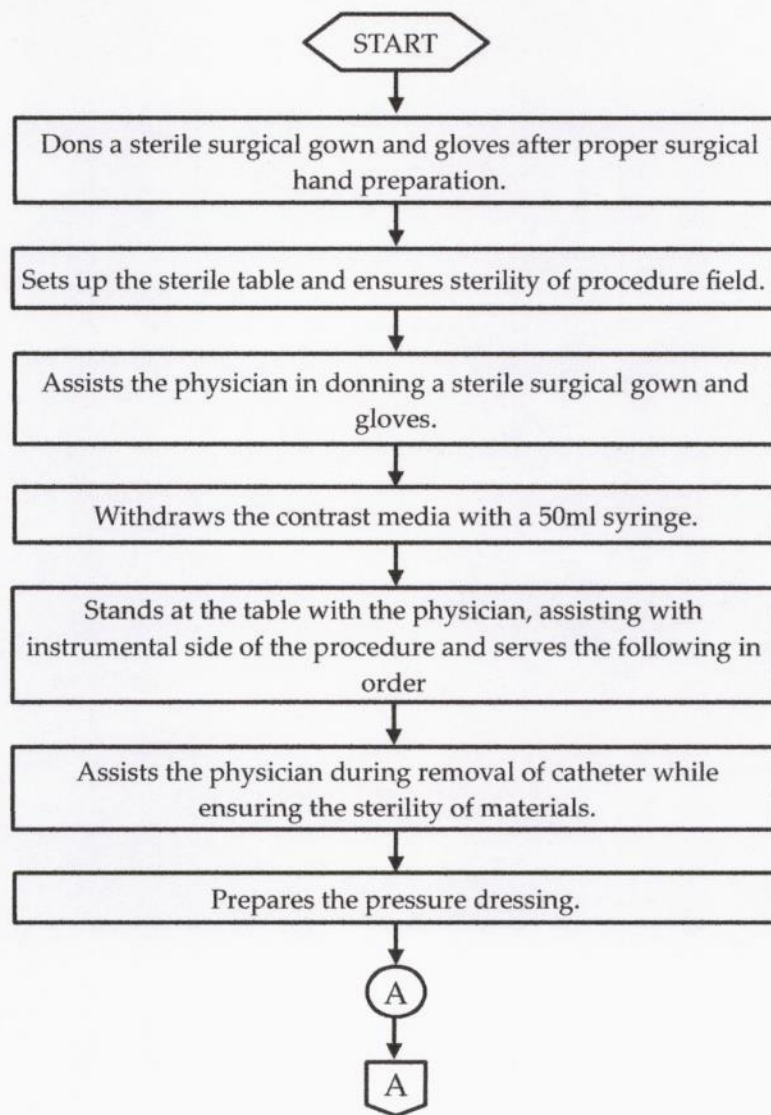 START
Dons a sterile surgical gown and gloves after proper surgical
hand preparation.
Sets up the sterile table and ensures sterility of procedure field.
Assists the physician in donning a sterile surgical gown and
gloves.
Withdraws the contrast media with a 50ml syringe.
Stands at the table with the physician, assisting with
instrumental side of the procedure and serves the following in
order
Assists the physician during removal of catheter while
ensuring the sterility of materials.
Prepares the pressure dressing.
A
A